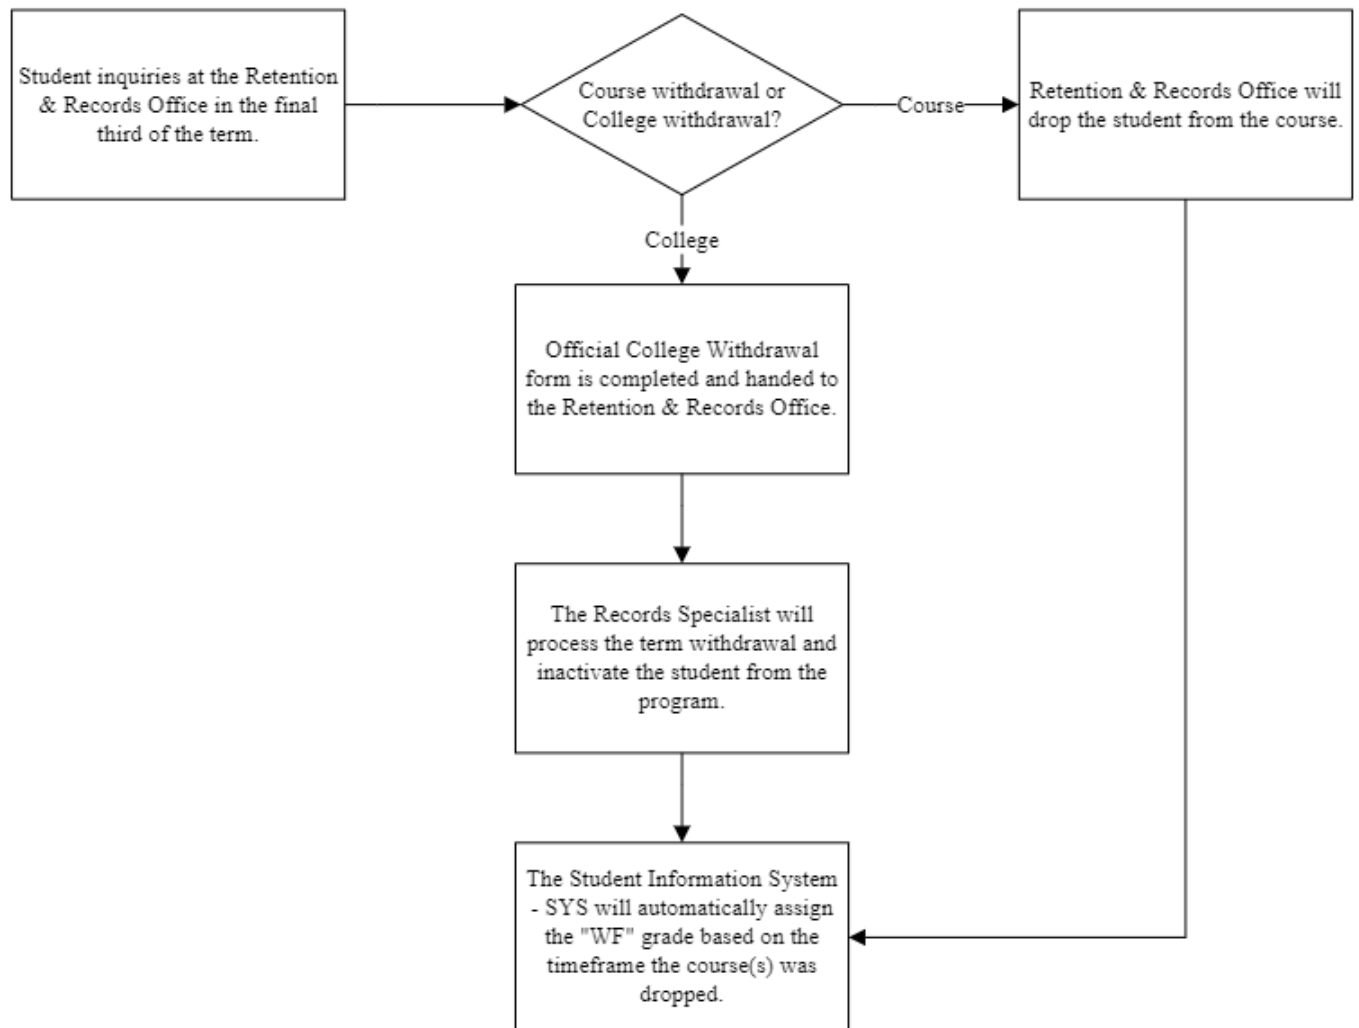 Student inquiries at the Retention
& Records Office in the final
third of the term.
Course withdrawal or
College withdrawal?
Course
Retention & Records Office will
drop the student from the course.
College
Official College Withdrawal
form is completed and handed to
the Retention & Records Office.
The Records Specialist will
process the term withdrawal and
inactivate the student from the
program.
The Student Information System
- SYS will automatically assign
the "WF" grade based on the
timeframe the course(s) was
dropped.